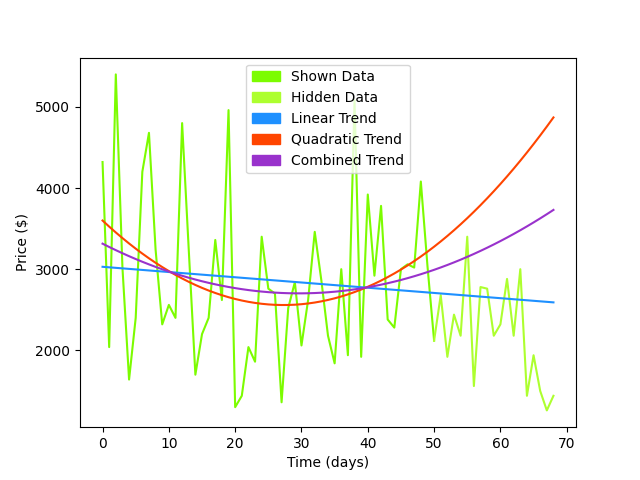 Shown Data
Hidden Data
Linear Trend
Quadratic Trend
Combined Trend
Price ($)
5000
4000
3000
2000
0 10 20 30 40 50 60 70
Time (days)